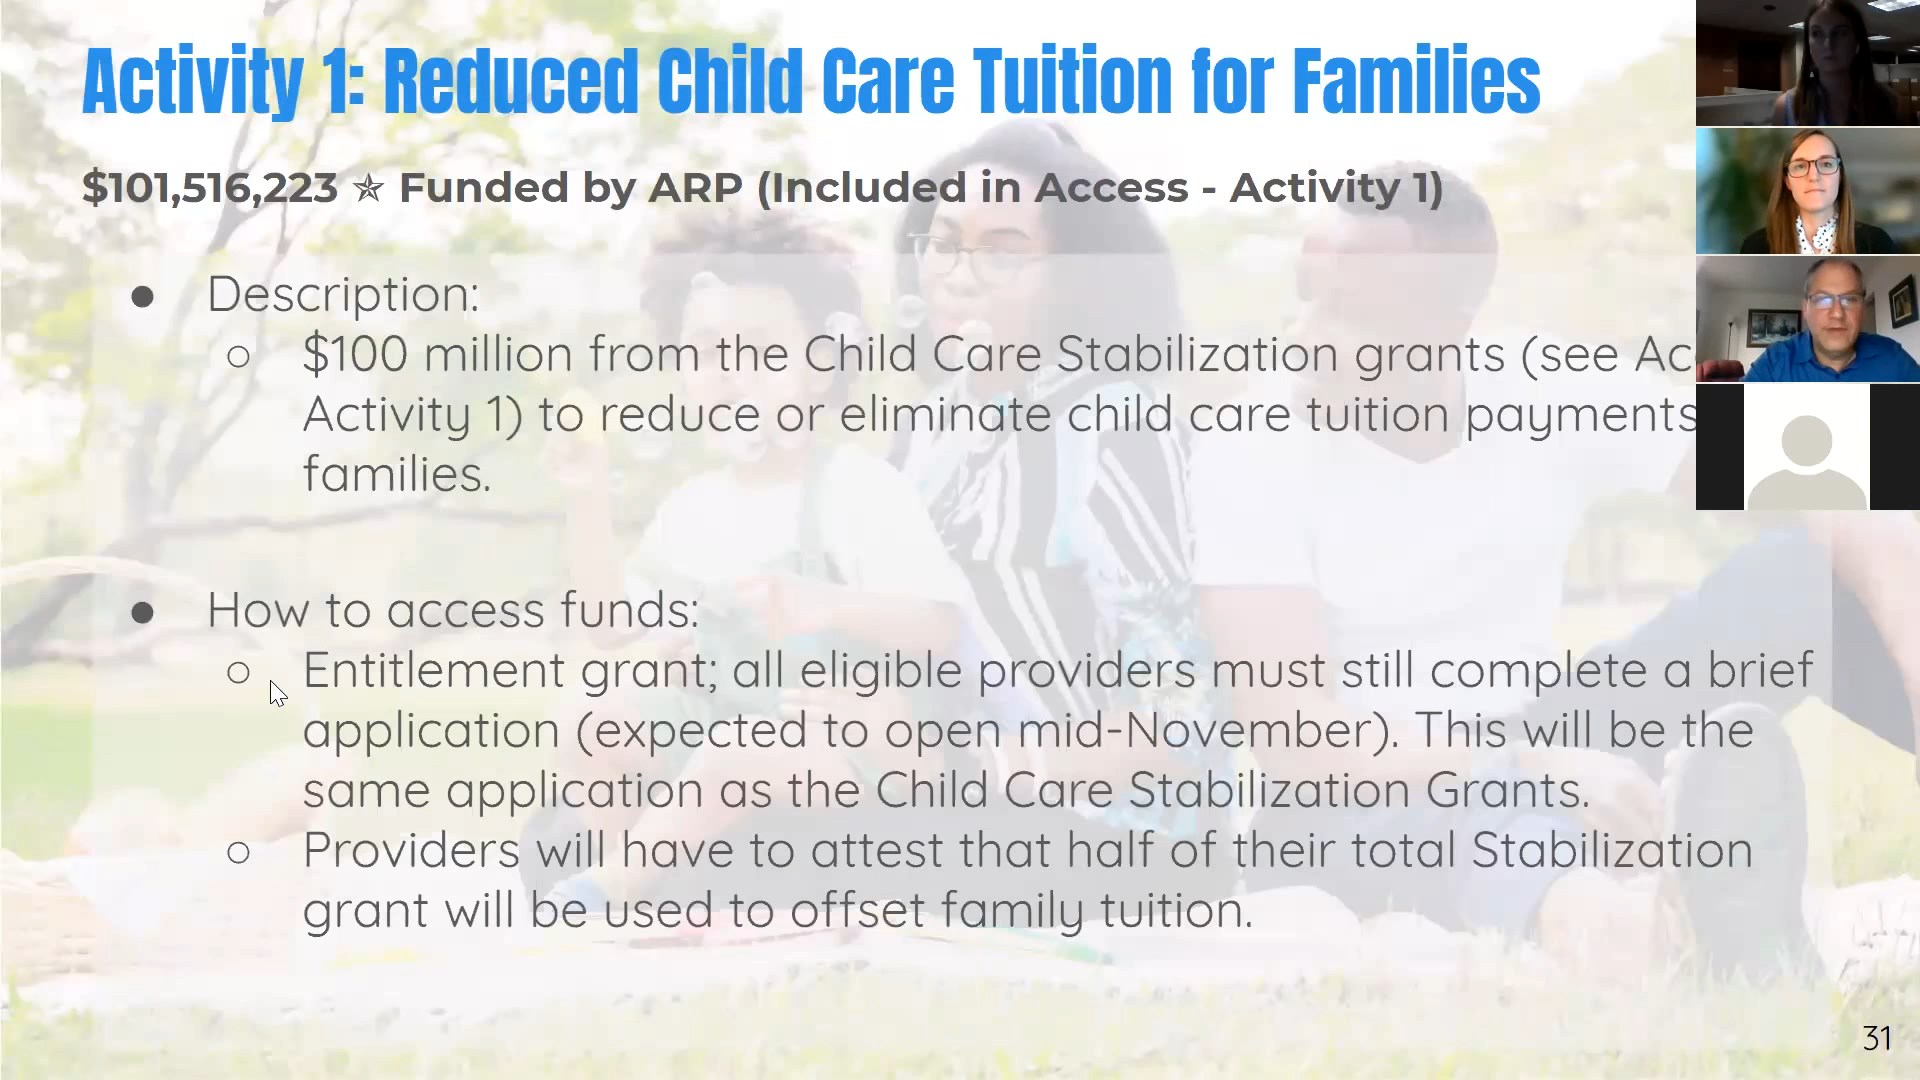 Activity 1: Reduced Child Care Tuition for Families
$101,516,223 ✯ Funded by ARP (Included in Access - Activity 1)
● Description:
○ $100 million from the Child Care Stabilization grants (see
Activity 1) to reduce or eliminate child care tuition payments
families.
● How to access funds:
○ Entitlement grant; all eligible providers must still complete a brief
application (expected to open mid-November). This will be the
same application as the Child Care Stabilization Grants.
○ Providers will have to attest that half of their total Stabilization
grant will be used to offset family tuition.
31